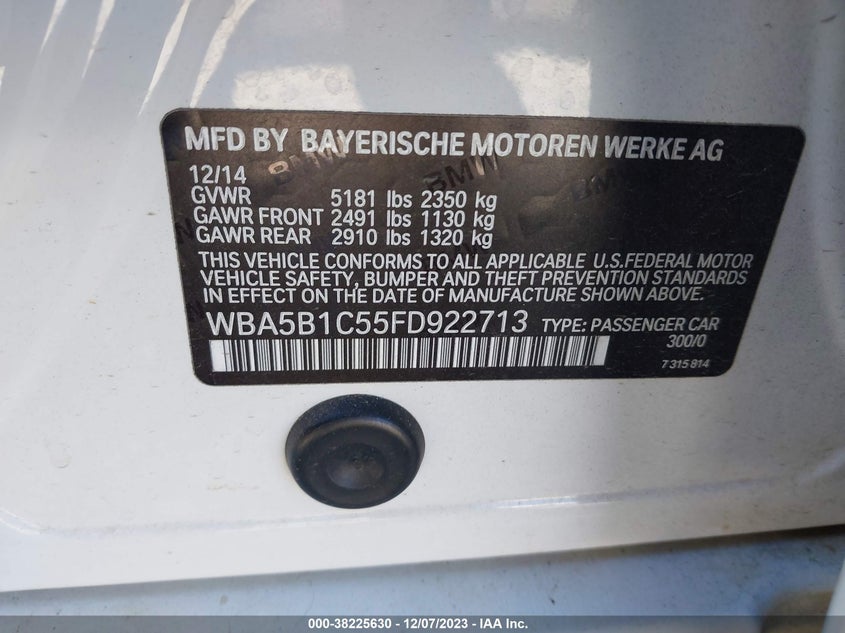 MFD BY BAYERISCHE MOTOREN WERKE AG
12/14
GVWR 5181 lbs 2350 kg
GAWR FRONT 2491 lbs 1130 kg
GAWR REAR 2910 lbs 1320 kg
THIS VEHICLE CONFORMS TO ALL APPLICABLE U.S.FEDERAL MOTOR
VEHICLE SAFETY, BUMPER AND THEFT PREVENTION STANDARDS
IN EFFECT ON THE DATE OF MANUFACTURE SHOWN ABOVE.
WBA5B1C55FD922713 TYPE: PASSENGER CAR
300/0
7 315 814
000-38225630 - 12/07/2023 - IAA Inc.